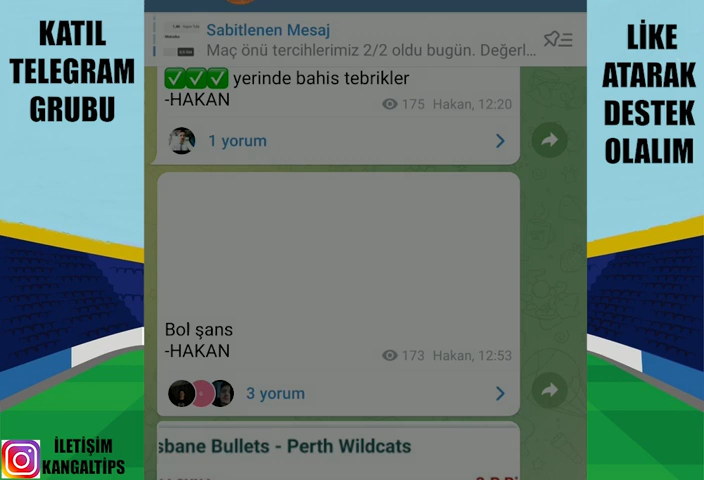 KATIL
TELEGRAM
GRUBU
Sabitlenen Mesaj
Maç önü tercihlerimiz 2/2 oldu bugün. Değerl...
✅✅✅ yerinde bahis tebrikler
-HAKAN
175 Hakan, 12:20
1 yorum
Bol şans
-HAKAN
173 Hakan, 12:53
3 yorum
sbane Bullets - Perth Wildcats
LİKE
ATARAK
DESTEK
OLALIM
İLETİŞİM
KANGALTİPS